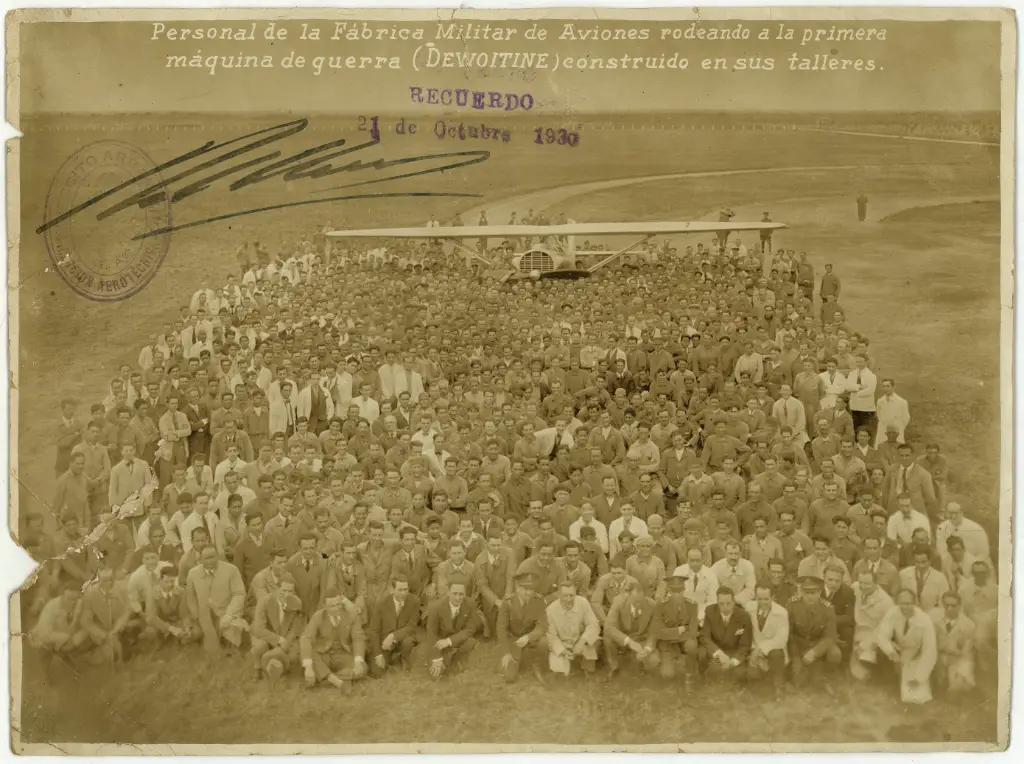 Personal de la Fábrica Militar de Aviones rodeando a la primera
máquina de guerra (DEWOITINE) construido en sus talleres.
RECUERDO
21 de Octubre 1930